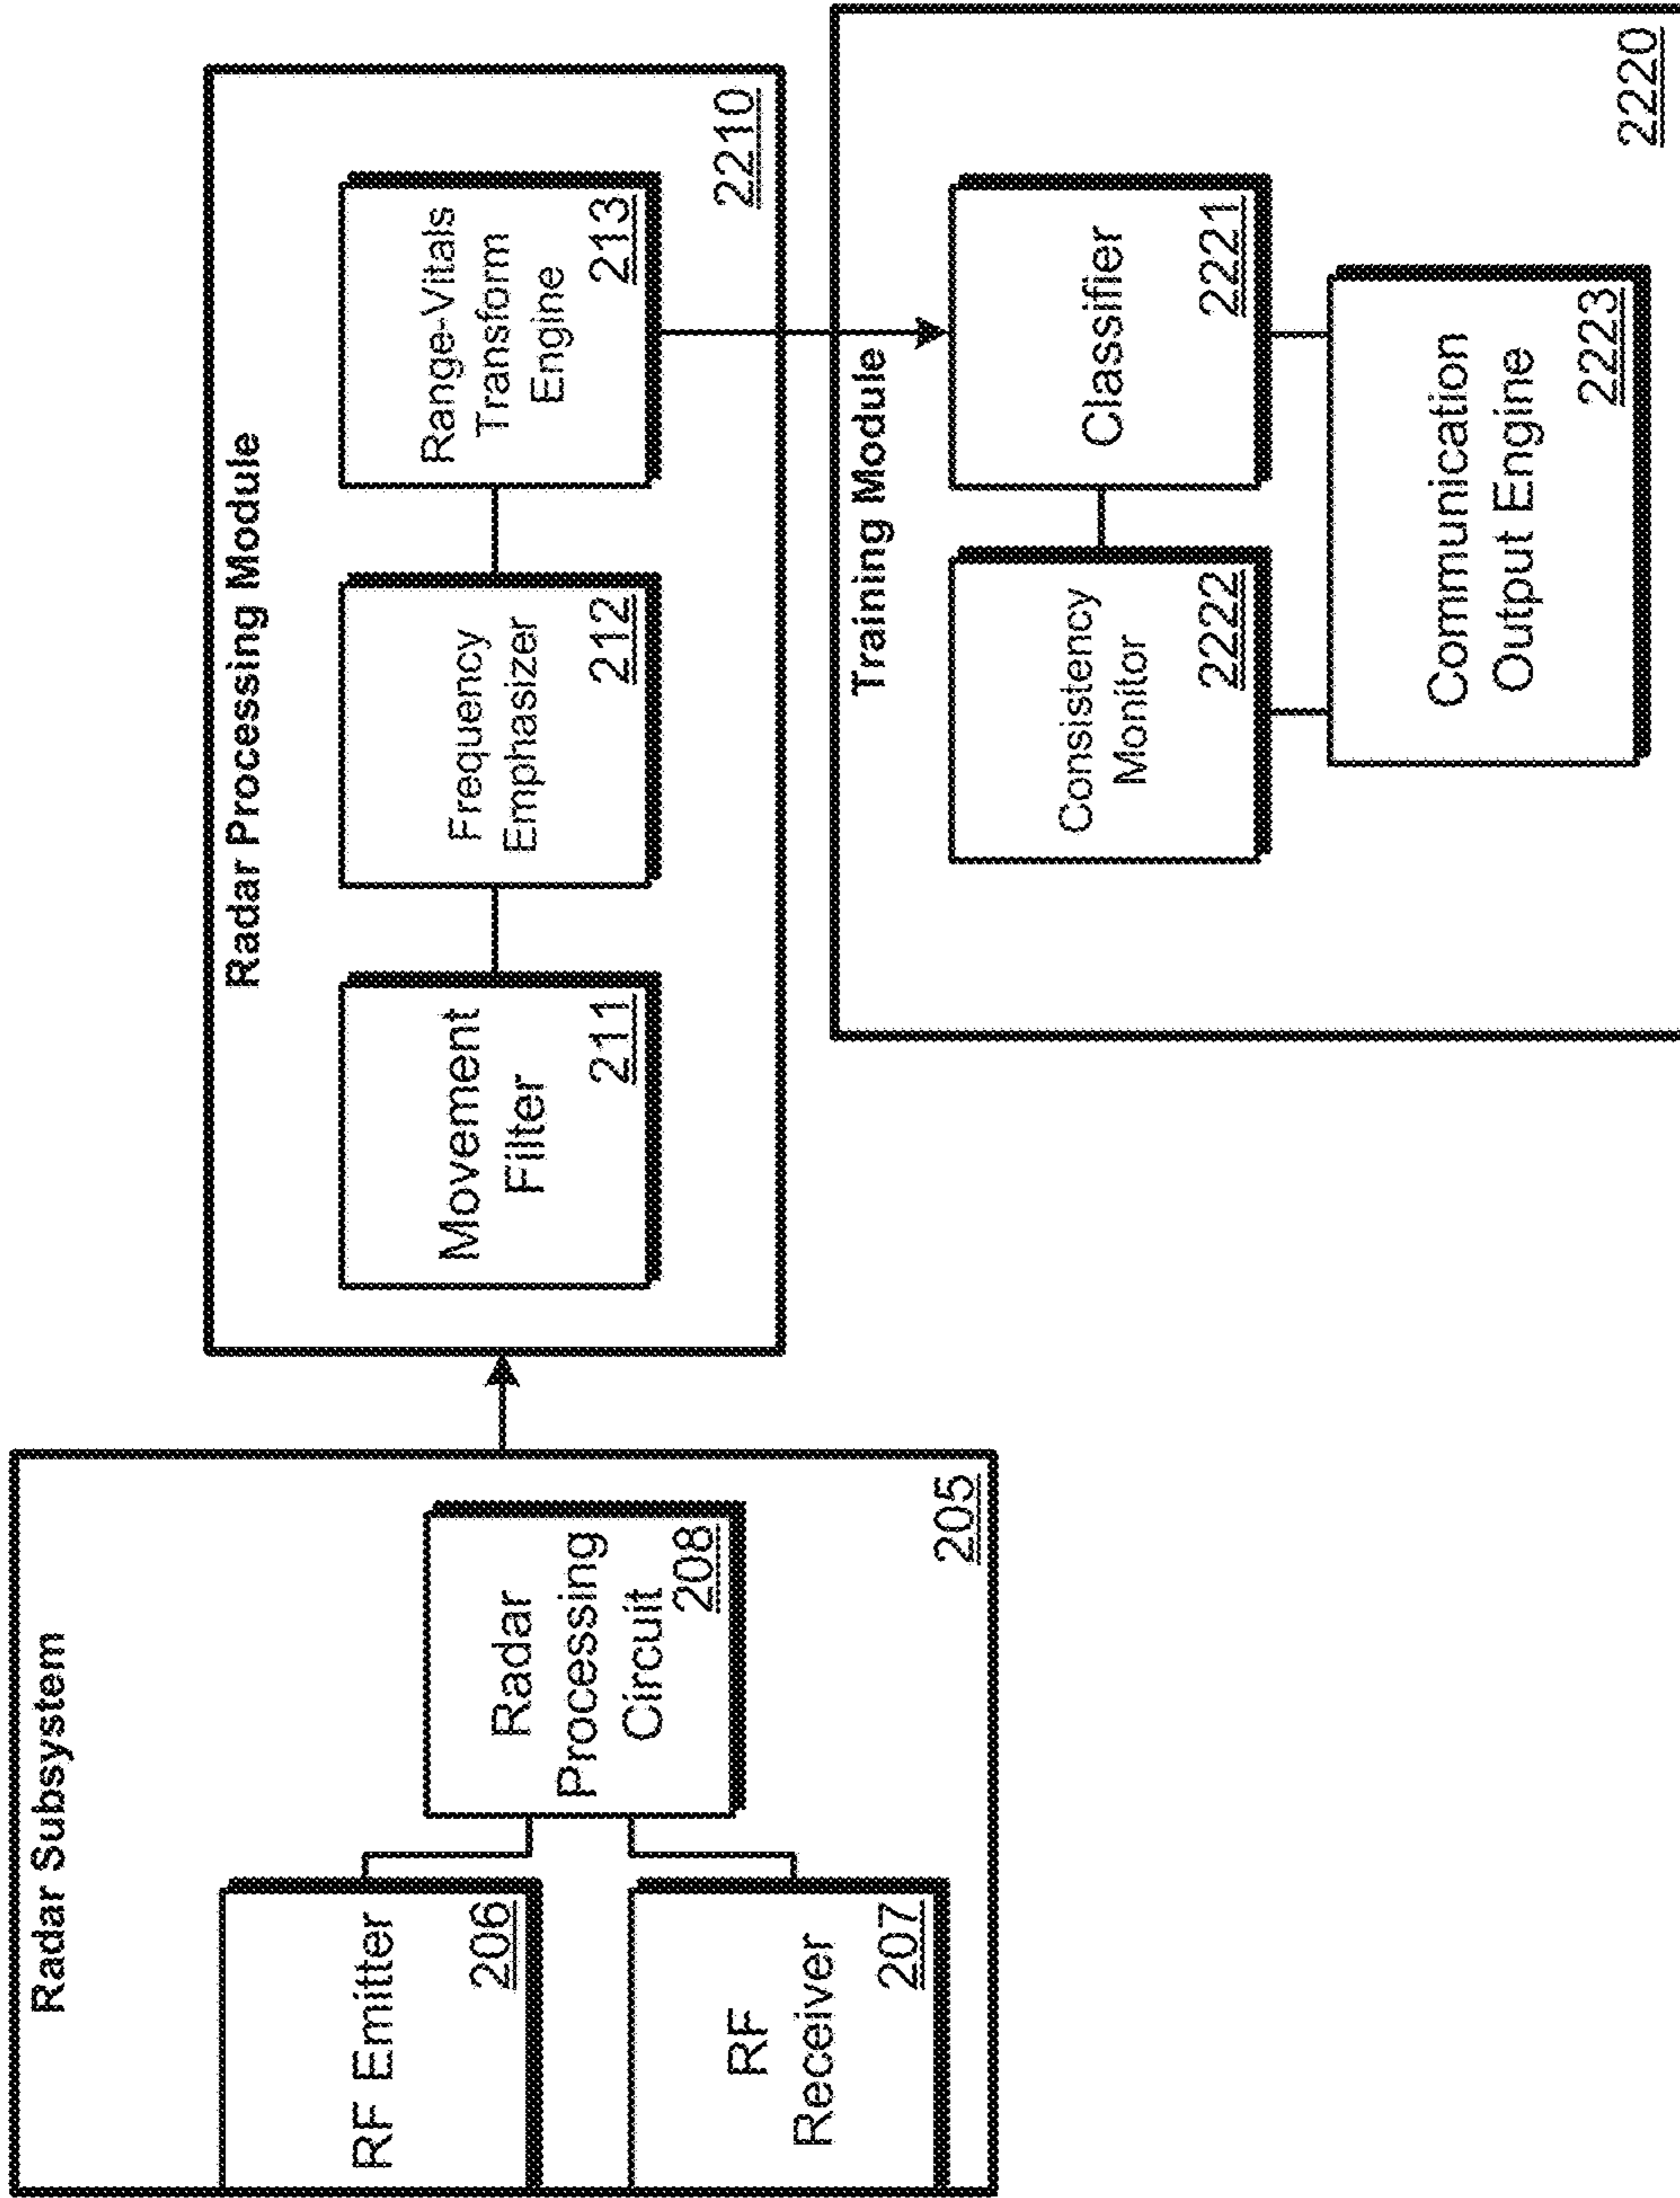 Radar Subsystem
RF Emitter
206
RF
Receiver
207
Radar
Processing
Circuit
208
205
Radar Processing Module
Movement
Filter
211
Frequency
Emphasizer
212
Range-Vitals
Transform
Engine
213
2210
Training Module
Consistency
Monitor
2222
Classifier
2221
Communication
Output Engine
2223
2220